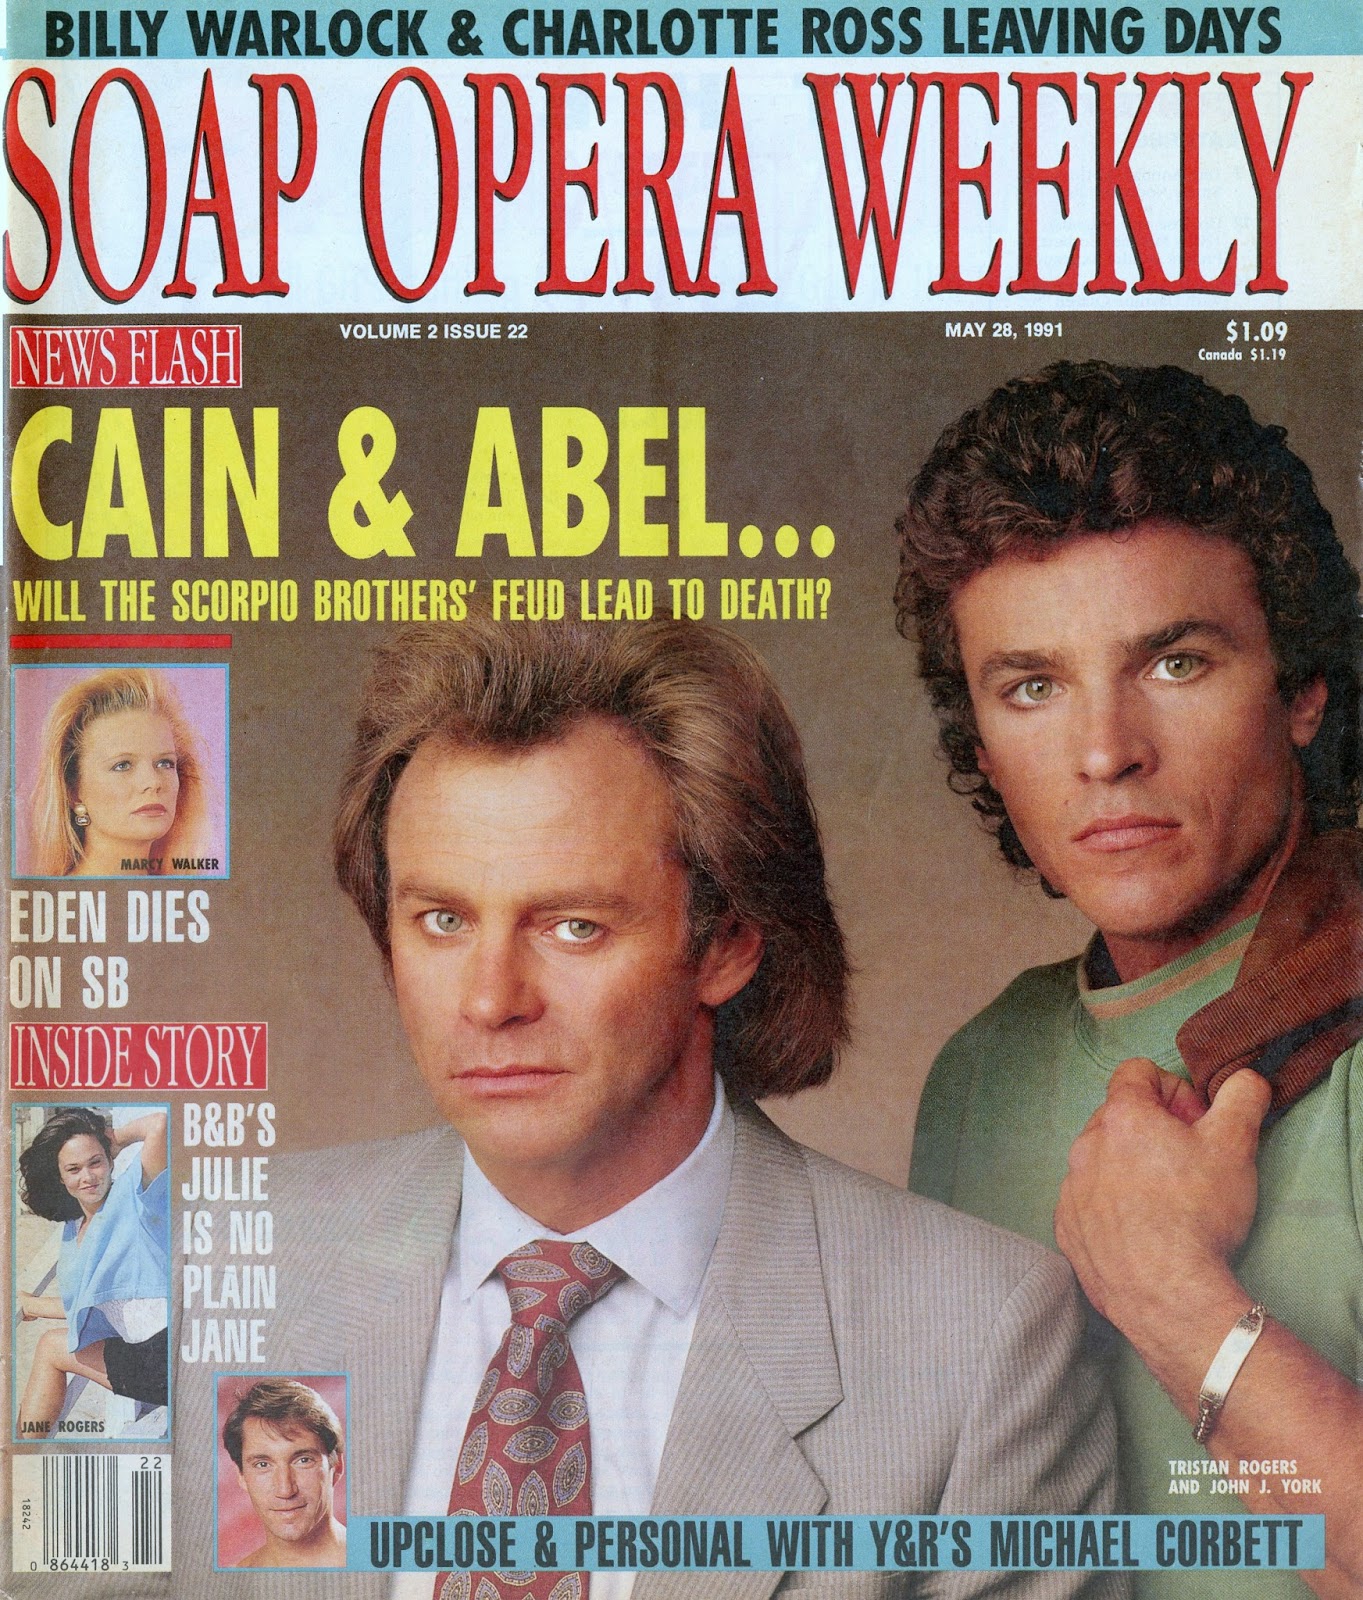 BILLY WARLOCK & CHARLOTTE ROSS LEAVING DAYS
SOAP OPERA WEEKLY
NEWS FLASH
VOLUME 2 ISSUE 22
MAY 28, 1991
$1.09
Canada $1.19
CAIN & ABEL...
WILL THE SCORPIO BROTHERS' FEUD LEAD TO DEATH?
MARCY WALKER
EDEN DIES
ON SB
INSIDE STORY
B&B'S
JULIE
IS NO
PLAIN
JANE
JANE ROGERS
TRISTAN ROGERS
AND JOHN J. YORK
UPCLOSE & PERSONAL WITH Y&R'S MICHAEL CORBETT
22
18242
0 864418 3